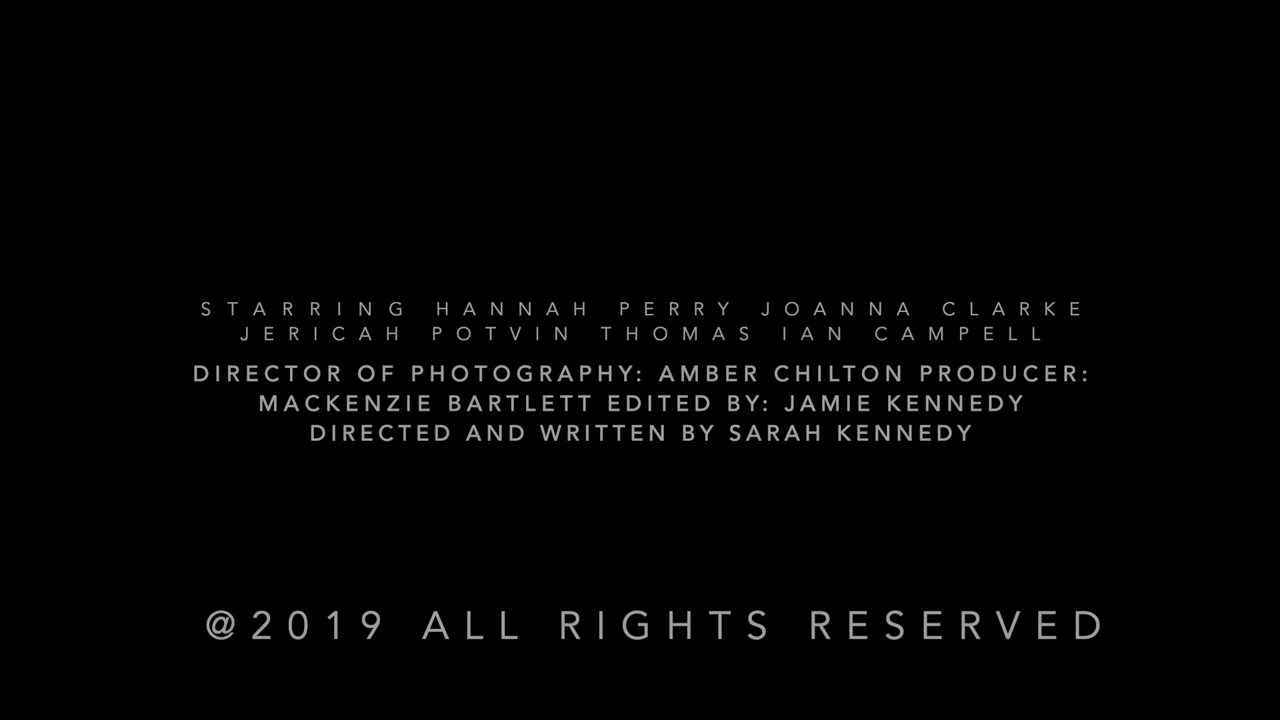 STARRING HANNAH PERRY JOANNA CLARKE
JERICAH POTVIN THOMAS IAN CAMPELL
DIRECTOR OF PHOTOGRAPHY: AMBER CHILTON PRODUCER:
MACKENZIE BARTLETT EDITED BY: JAMIE KENNEDY
DIRECTED AND WRITTEN BY SARAH KENNEDY
@2019 ALL RIGHTS RESERVED